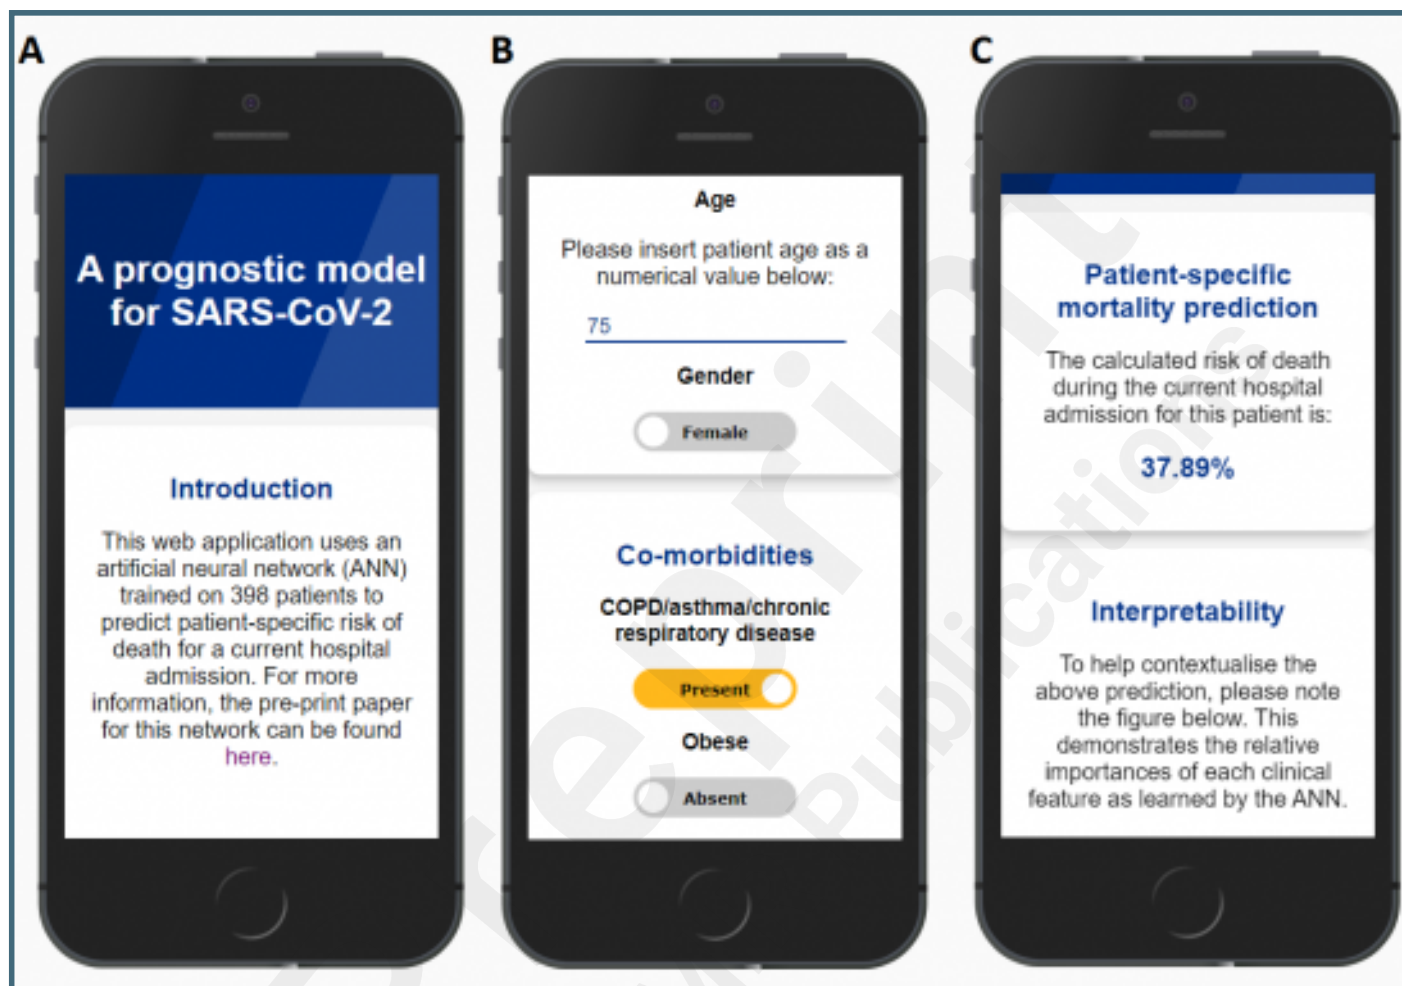 A
A prognostic model
for SARS-CoV-2
Introduction
This web application uses an
artificial neural network (ANN)
trained on 398 patients to
predict patient-specific risk of
death for a current hospital
admission. For more
information, the pre-print paper
for this network can be found
here.
B
Age
Please insert patient age as a
numerical value below:
75
Gender
Female
Co-morbidities
COPD/asthma/chronic
respiratory disease
Present
Obese
Absent
C
Patient-specific
mortality prediction
The calculated risk of death
during the current hospital
admission for this patient is:
37.89%
Interpretability
To help contextualise the
above prediction, please note
the figure below. This
demonstrates the relative
importances of each clinical
feature as learned by the ANN.
reprint
Publications